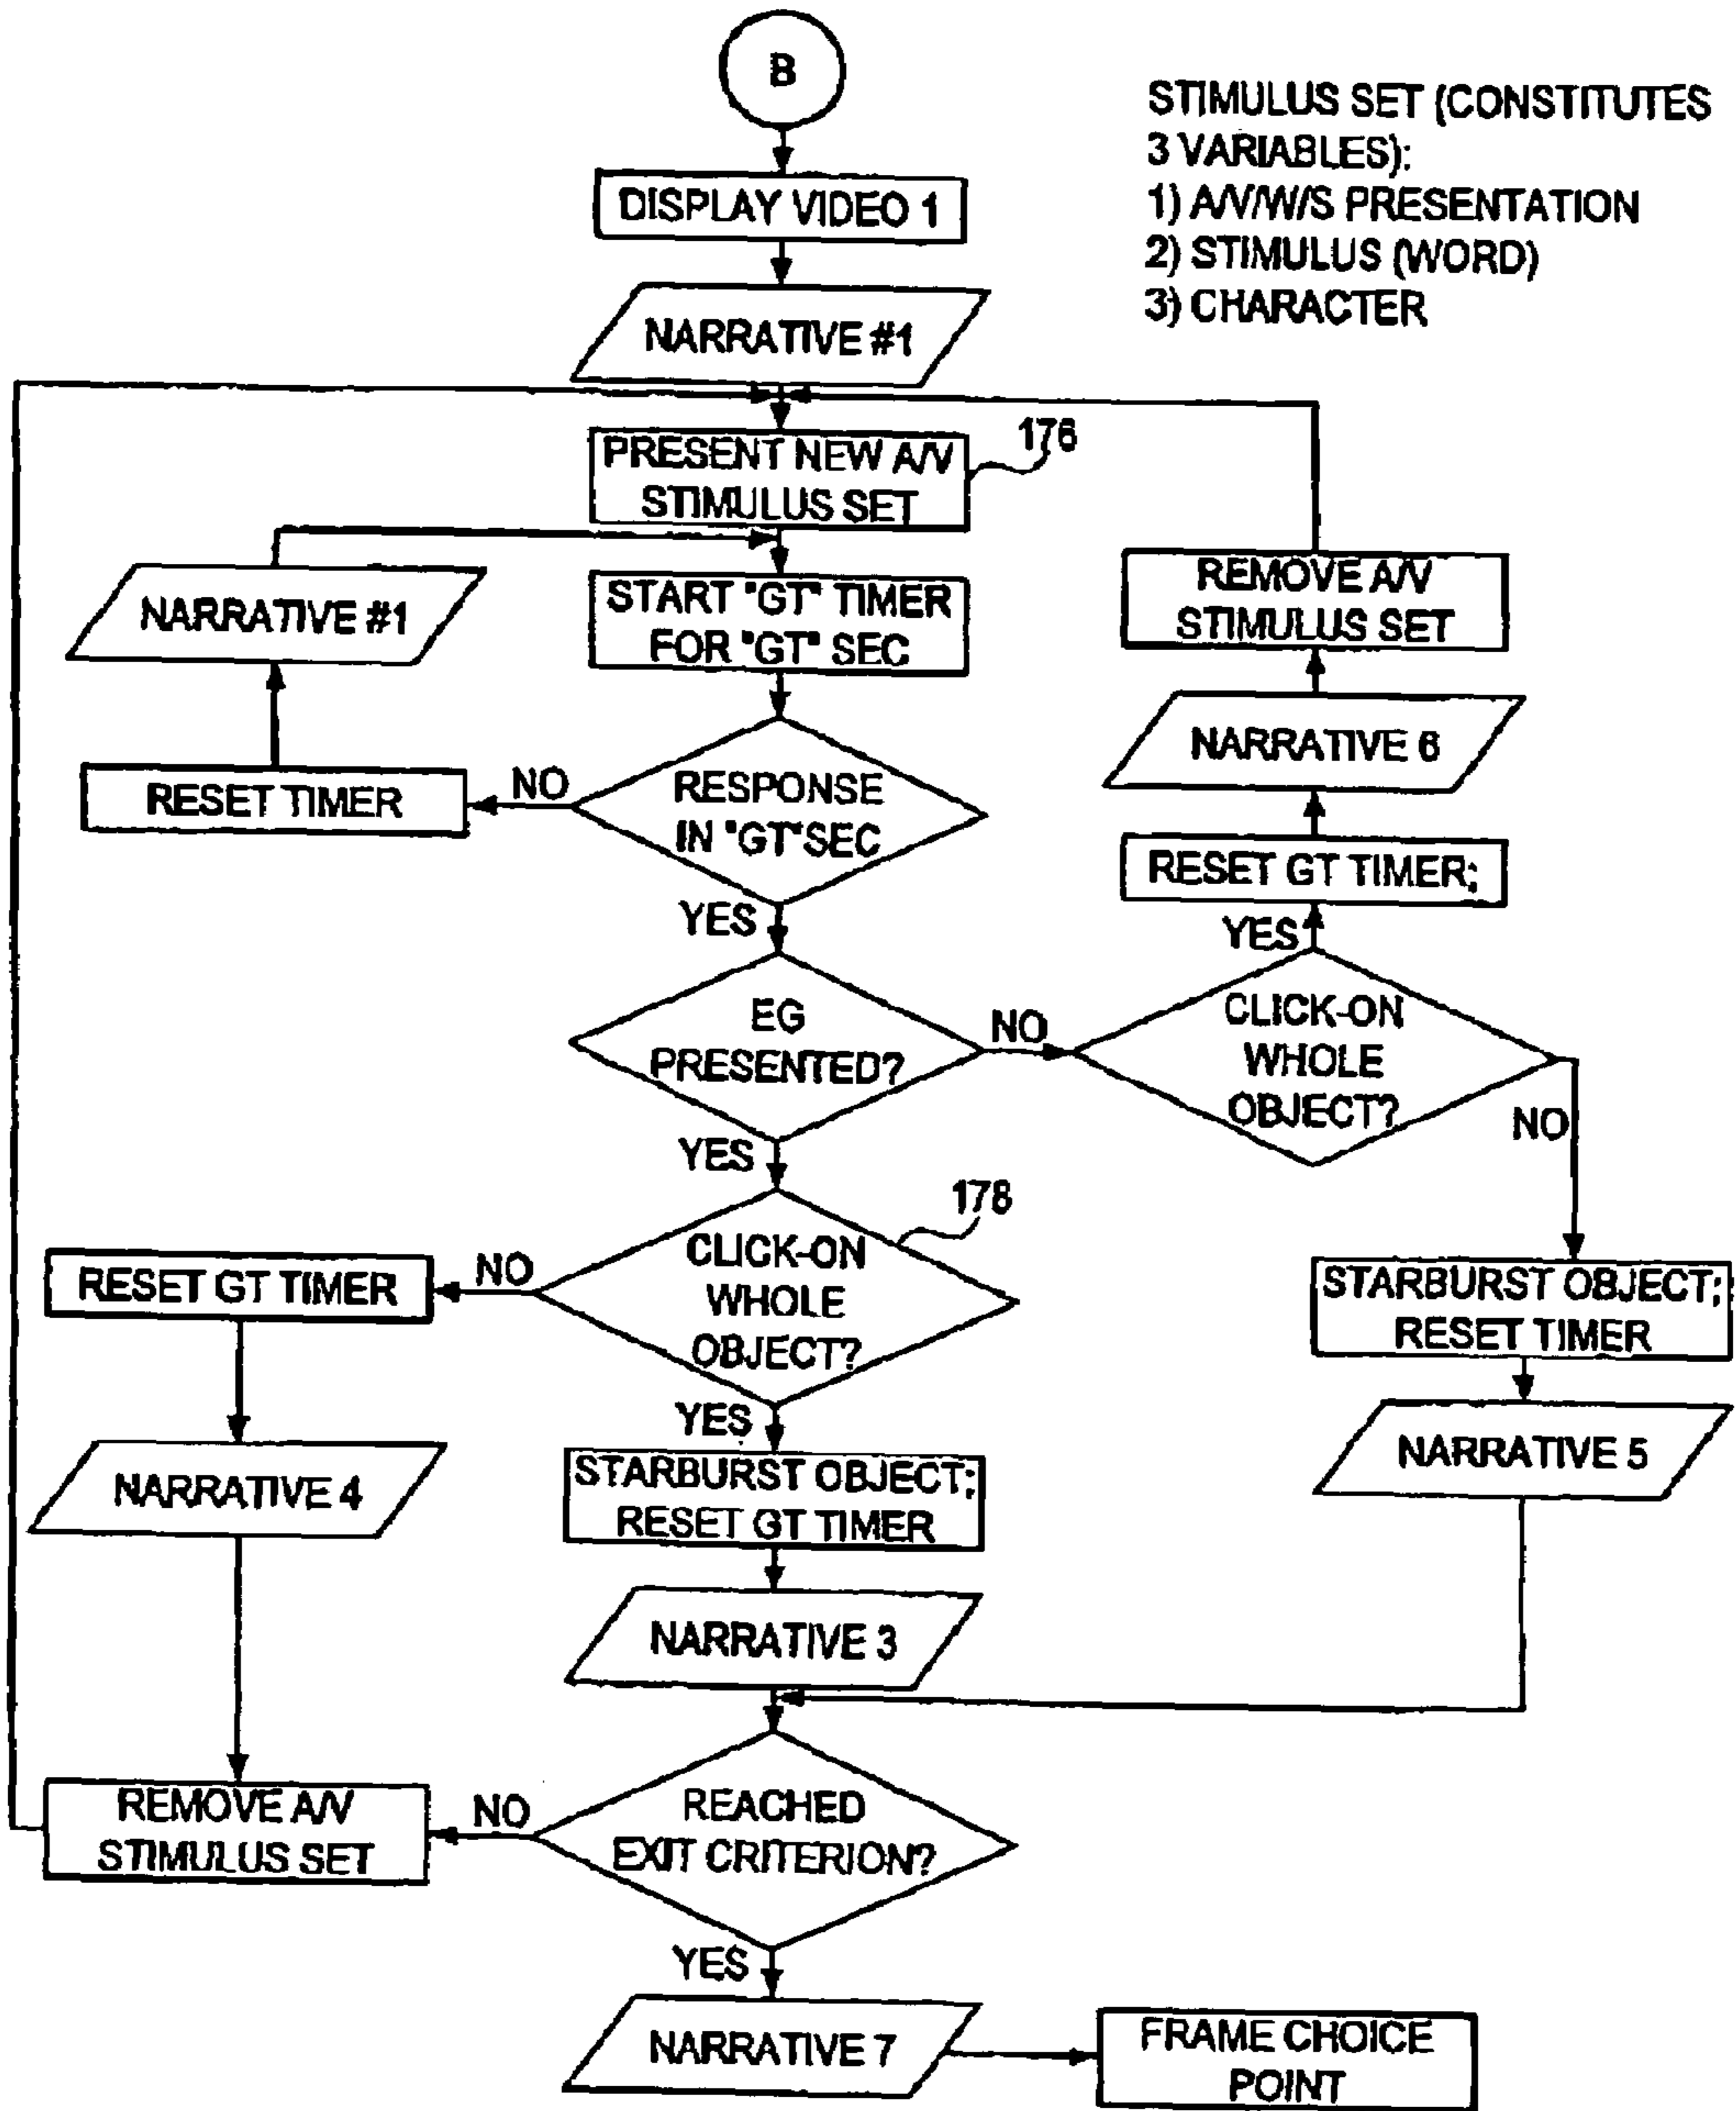 B
STIMULUS SET (CONSTITUTES
3 VARIABLES):
1) A/V/W/S PRESENTATION
2) STIMULUS (WORD)
3) CHARACTER
DISPLAY VIDEO 1
NARRATIVE #1
PRESENT NEW A/V
STIMULUS SET
176
NARRATIVE #1
START "GT" TIMER
FOR "GT" SEC
REMOVE A/V
STIMULUS SET
NARRATIVE 6
RESET TIMER
NO
RESPONSE
IN "GT"SEC
RESET GT TIMER;
YES
YES
EG
PRESENTED?
NO
CLICK-ON
WHOLE
OBJECT?
NO
YES
178
RESET GT TIMER
NO
CLICK-ON
WHOLE
OBJECT?
STARBURST OBJECT;
RESET TIMER
YES
NARRATIVE 4
STARBURST OBJECT;
RESET GT TIMER
NARRATIVE 5
NARRATIVE 3
REMOVE A/V
STIMULUS SET
NO
REACHED
EXIT CRITERION?
YES
NARRATIVE 7
FRAME CHOICE
POINT